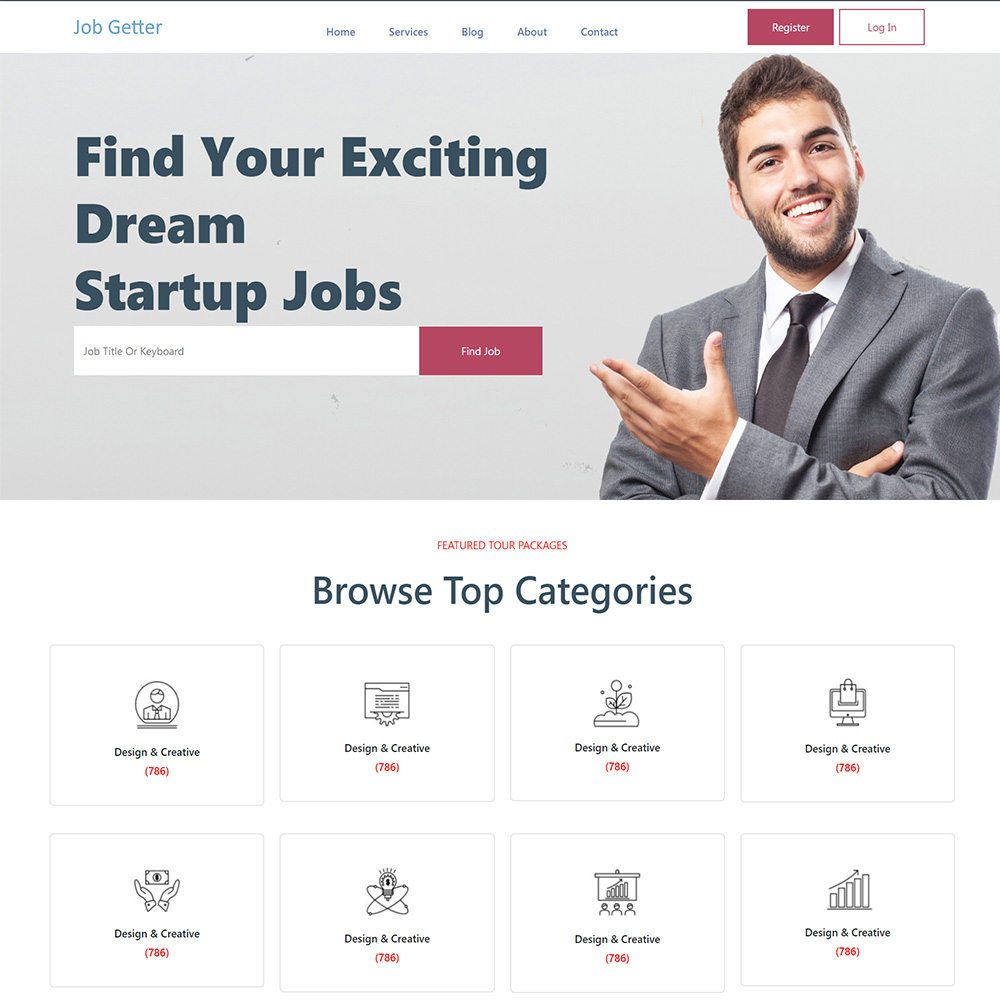 Job Getter
Home Services Blog About Contact
Register Log In
Find Your Exciting
Dream
Startup Jobs
Job Title Or Keyboard Find Job
FEATURED TOUR PACKAGES
Browse Top Categories
Design & Creative
(786)
Design & Creative
(786)
Design & Creative
(786)
Design & Creative
(786)
Design & Creative
(786)
Design & Creative
(786)
Design & Creative
(786)
Design & Creative
(786)